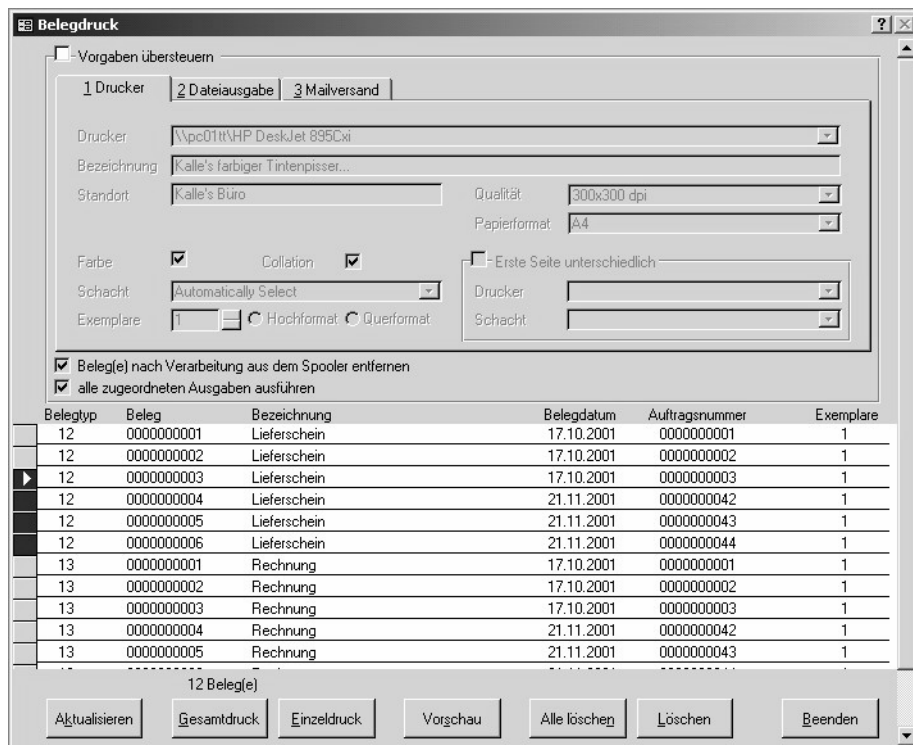 Belegdruck
Vorgaben übersteuern
1 Drucker 2 Dateiausgabe 3 Mailversand
Drucker \\pc01tt\HP DeskJet 895Cxi
Bezeichnung Kalle's farbiger Tintenpisser...
Standort Kalle's Büro Qualität 300x300 dpi
Papierformat A4
Farbe Collation Erste Seite unterschiedlich
Schacht Automatically Select Drucker
Exemplare 1 Hochformat Querformat Schacht
Beleg(e) nach Verarbeitung aus dem Spooler entfernen
alle zugeordneten Ausgaben ausführen
Belegtyp Beleg Bezeichnung Belegdatum Auftragsnummer Exemplare
12 0000000001 Lieferschein 17.10.2001 0000000001 1
12 0000000002 Lieferschein 17.10.2001 0000000002 1
12 0000000003 Lieferschein 17.10.2001 0000000003 1
12 0000000004 Lieferschein 21.11.2001 0000000042 1
12 0000000005 Lieferschein 21.11.2001 0000000043 1
12 0000000006 Lieferschein 21.11.2001 0000000044 1
13 0000000001 Rechnung 17.10.2001 0000000001 1
13 0000000002 Rechnung 17.10.2001 0000000002 1
13 0000000003 Rechnung 17.10.2001 0000000003 1
13 0000000004 Rechnung 21.11.2001 0000000042 1
13 0000000005 Rechnung 21.11.2001 0000000043 1
12 Beleg(e)
Aktualisieren Gesamtdruck Einzeldruck Vorschau Alle löschen Löschen Beenden